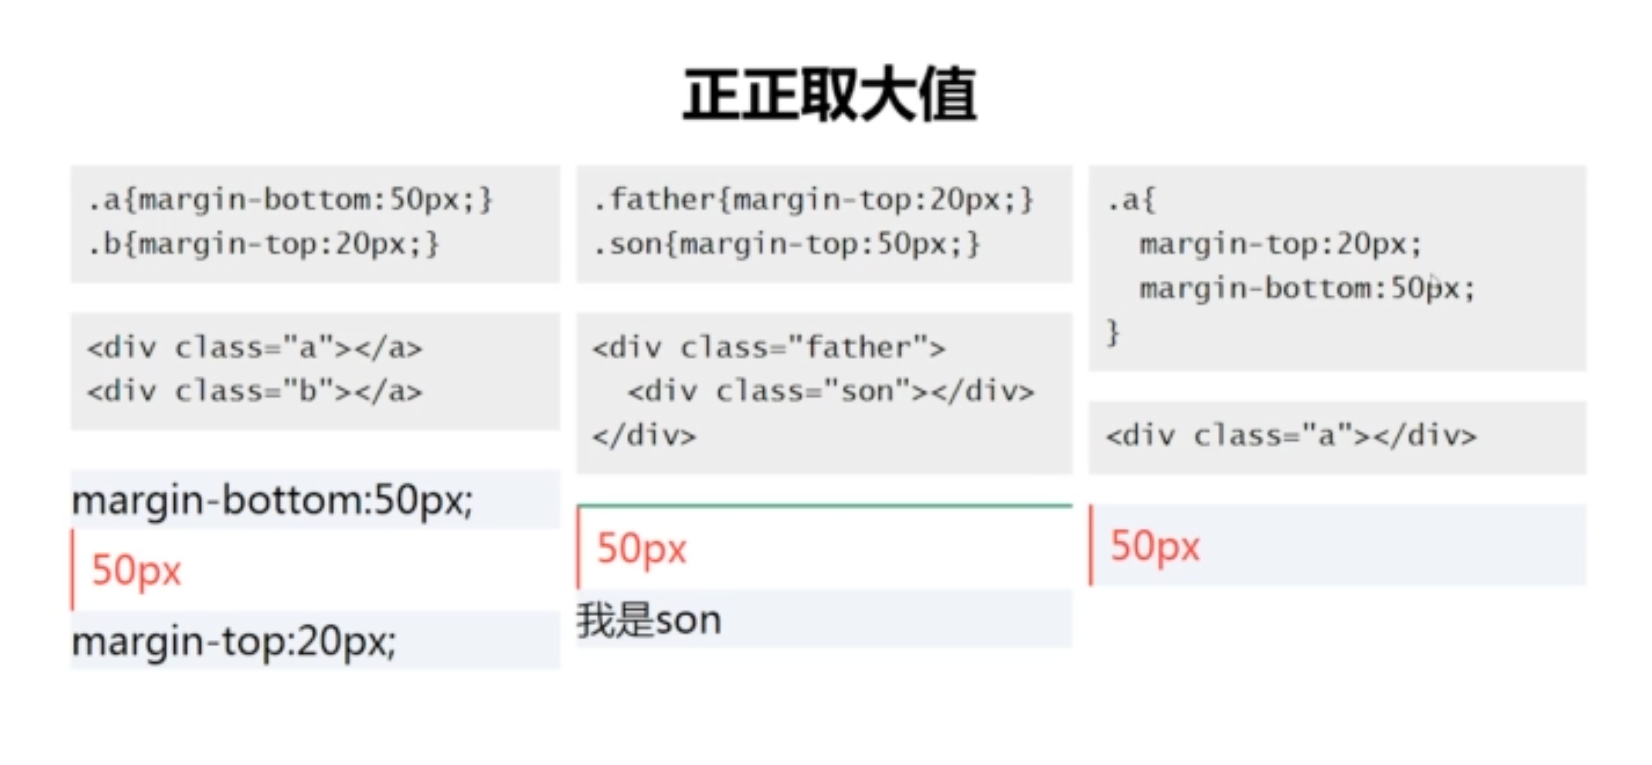 正正取大值
.a{margin-bottom:50px;}
.b{margin-top:20px;}
<div class="a"></a>
<div class="b"></a>
margin-bottom:50px;
50px
margin-top:20px;
.father{margin-top:20px;}
.son{margin-top:50px;}
<div class="father">
  <div class="son"></div>
</div>
50px
我是son
.a{
  margin-top:20px;
  margin-bottom:50px;
}
<div class="a"></div>
50px